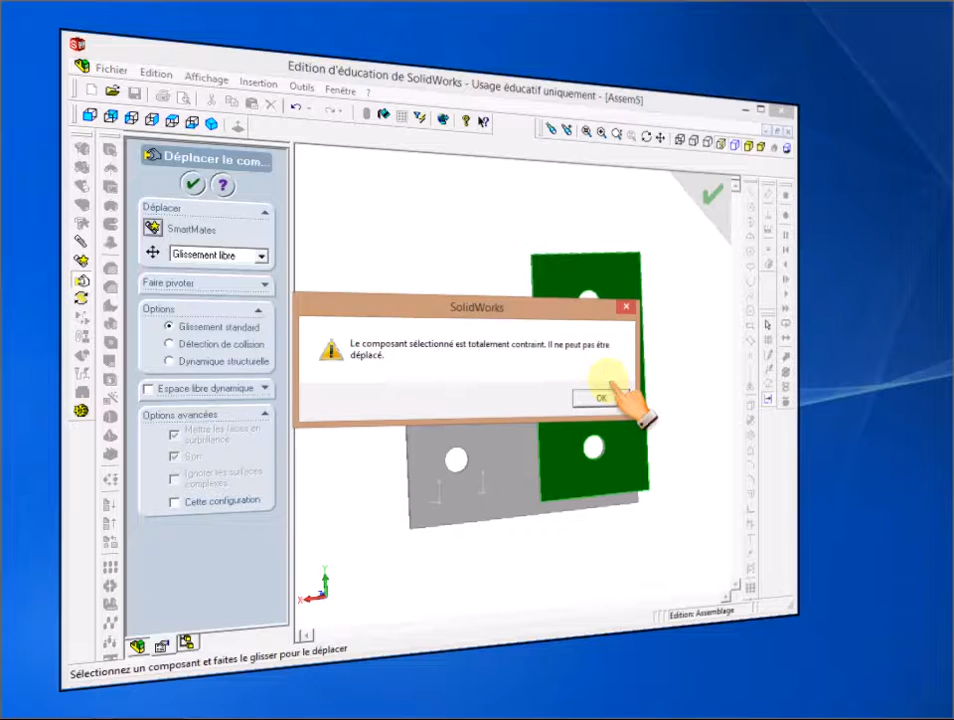 Edition d'éducation de SolidWorks - Usage éducatif uniquement - [Assem5]
Fichier Edition Affichage Insertion Outils Fenêtre ?
Déplacer le com...
Déplacer
SmartMates
Glissement libre
Faire pivoter
Options
Glissement standard
Détection de collision
Dynamique structurelle
Espace libre dynamique
Options avancées
Mettre les faces en
surbrillance
Son
Ignorer les surfaces
complexes
Cette configuration
SolidWorks
Le composant sélectionné est totalement contraint. Il ne peut pas être
déplacé.
OK
Y
X
Edition: Assemblage
Sélectionnez un composant et faites le glisser pour le déplacer